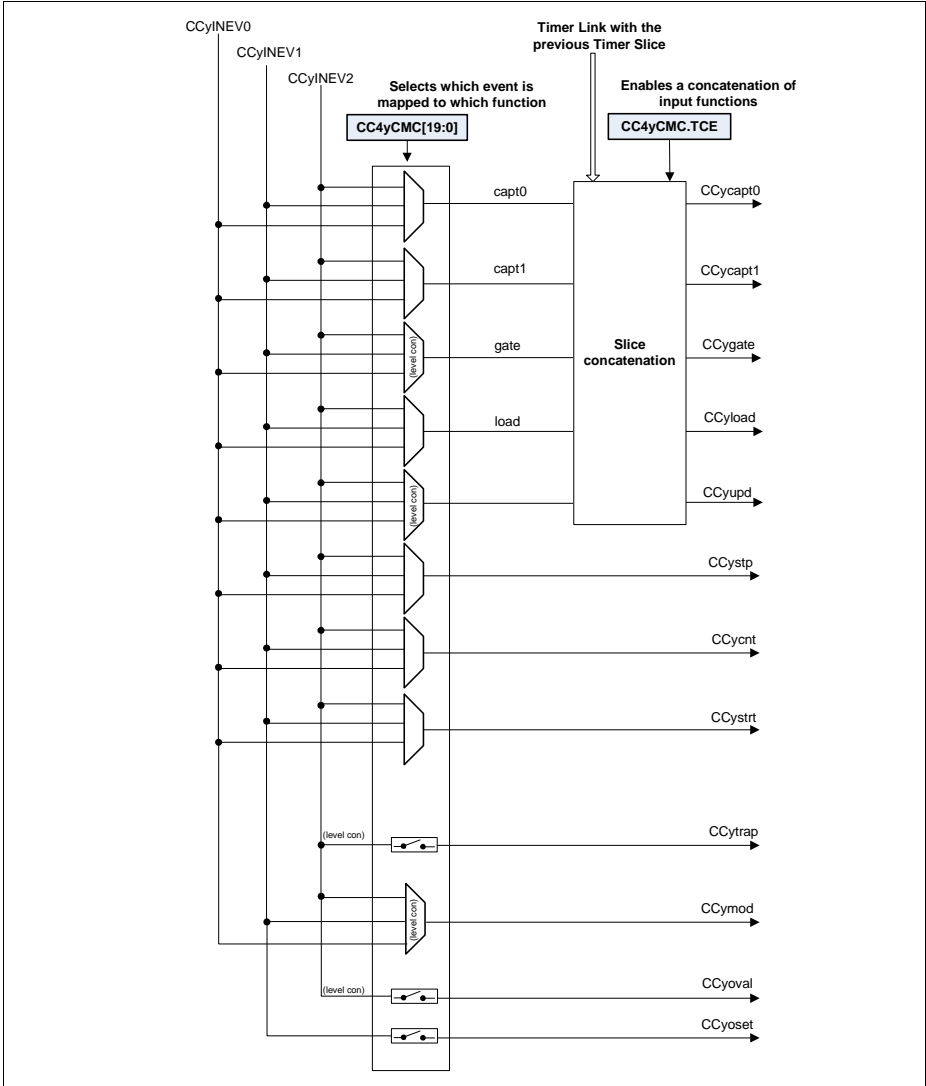 CCyINEV0
CCyINEV1
CCyINEV2
Timer Link with the
previous Timer Slice
Selects which event is
mapped to which function
CC4yCMC[19:0]
Enables a concatenation of
input functions
CC4yCMC.TCE
capt0
CCycapt0
capt1
CCycapt1
(level con)
gate
Slice
concatenation
CCygate
load
CCyload
(level con)
CCyupd
CCystp
CCycnt
CCystrt
(level con)
CCytrap
(level con)
CCymod
(level con)
CCyoval
CCyoset